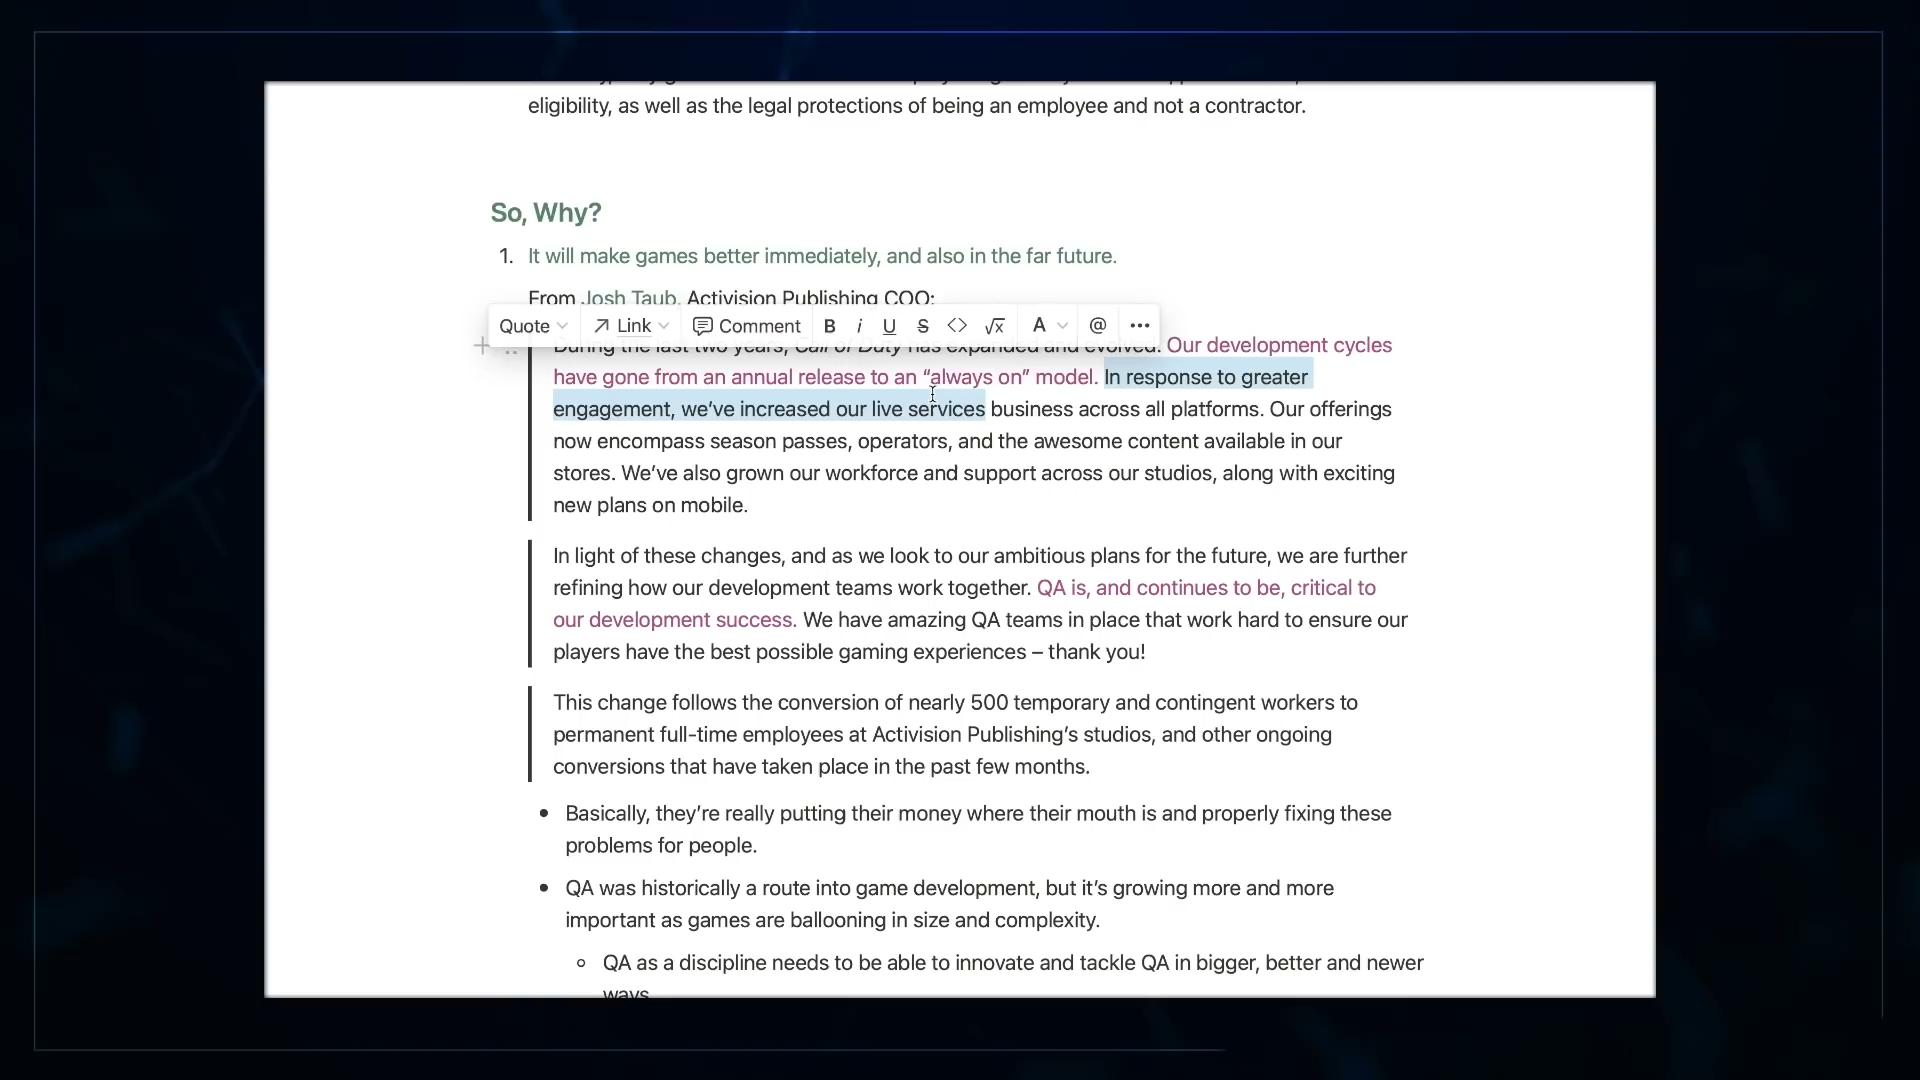 eligibility, as well as the legal protections of being an employee and not a contractor.
So, Why?
1. It will make games better immediately, and also in the far future.
From Josh Taub, Activision Publishing COO:
Quote Link Comment B i U S <> √x A @ •••
During the last two years, Call of Duty has expanded and evolved. Our development cycles
have gone from an annual release to an “always on” model. In response to greater
engagement, we’ve increased our live services business across all platforms. Our offerings
now encompass season passes, operators, and the awesome content available in our
stores. We’ve also grown our workforce and support across our studios, along with exciting
new plans on mobile.
In light of these changes, and as we look to our ambitious plans for the future, we are further
refining how our development teams work together. QA is, and continues to be, critical to
our development success. We have amazing QA teams in place that work hard to ensure our
players have the best possible gaming experiences – thank you!
This change follows the conversion of nearly 500 temporary and contingent workers to
permanent full-time employees at Activision Publishing’s studios, and other ongoing
conversions that have taken place in the past few months.
• Basically, they’re really putting their money where their mouth is and properly fixing these
problems for people.
• QA was historically a route into game development, but it’s growing more and more
important as games are ballooning in size and complexity.
◦ QA as a discipline needs to be able to innovate and tackle QA in bigger, better and newer
ways